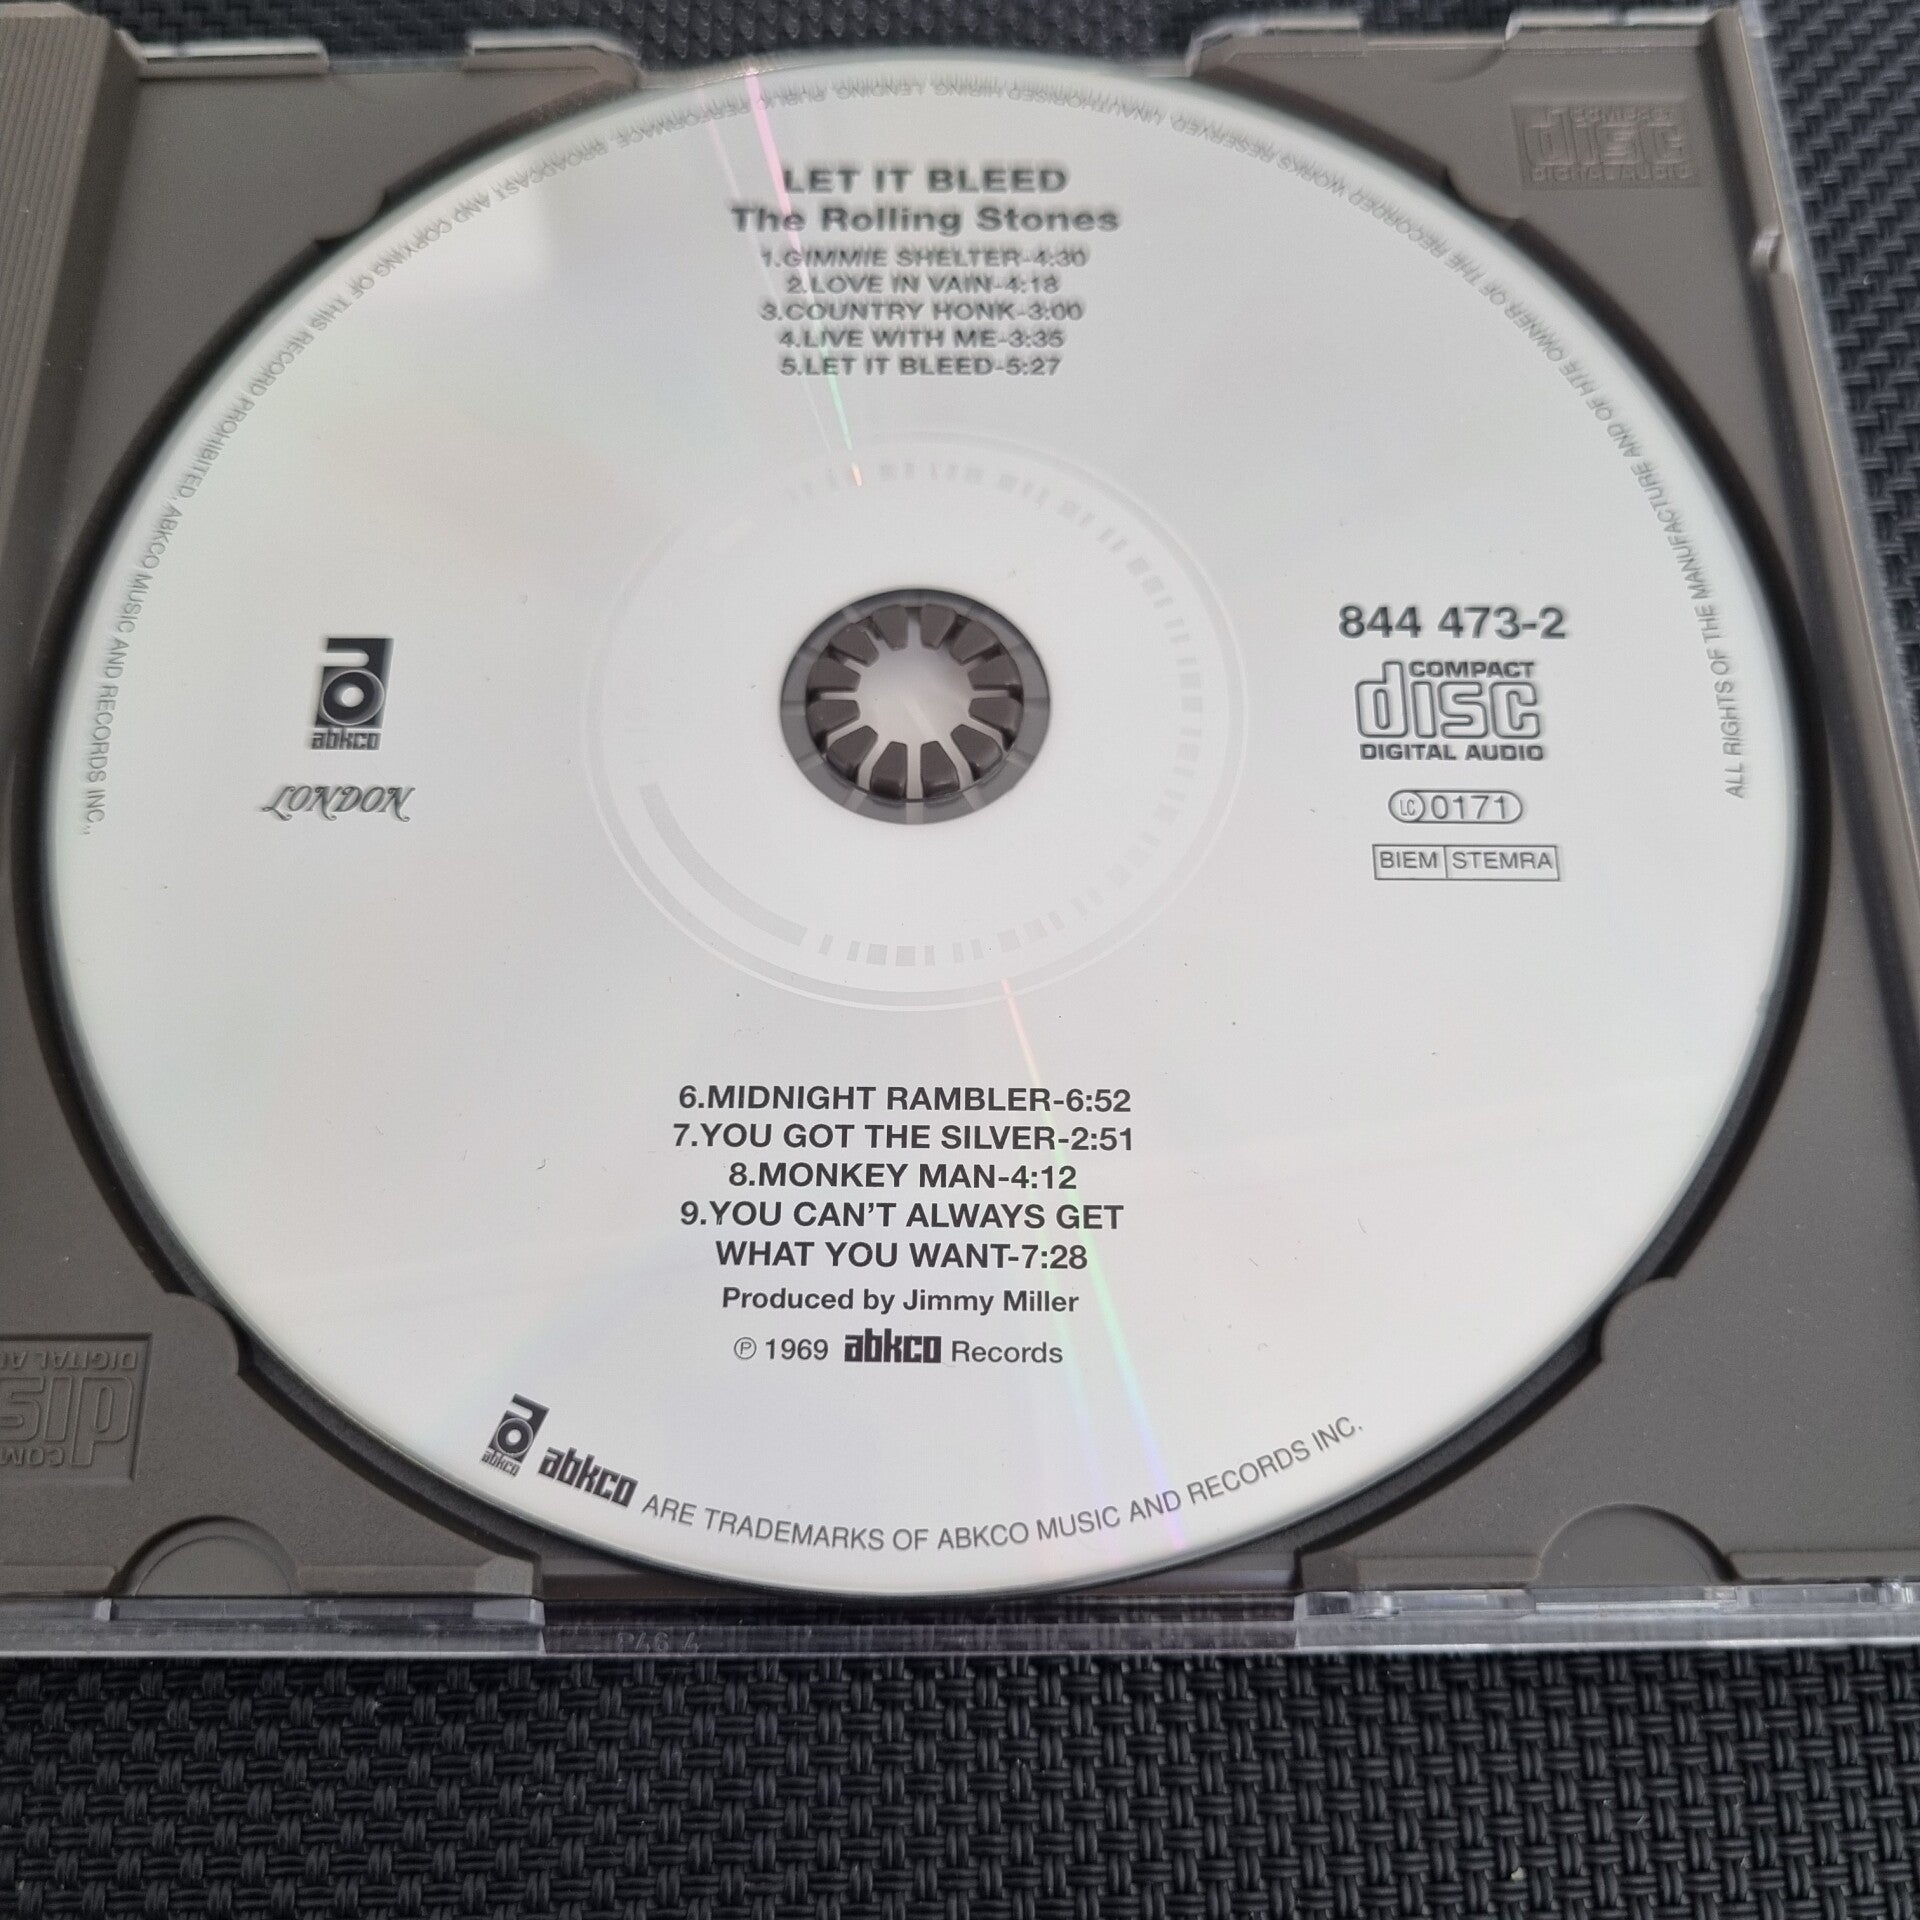 LET IT BLEED
The Rolling Stones
1.GIMMIE SHELTER-4:30
2.LOVE IN VAIN-4:18
3.COUNTRY HONK-3:00
4.LIVE WITH ME-3:35
5.LET IT BLEED-5:27
abkco
LONDON
844 473-2
COMPACT
disc
DIGITAL AUDIO
LC 0171
BIEM STEMRA
6.MIDNIGHT RAMBLER-6:52
7.YOU GOT THE SILVER-2:51
8.MONKEY MAN-4:12
9.YOU CAN'T ALWAYS GET
WHAT YOU WANT-7:28
Produced by Jimmy Miller
℗ 1969 abkco Records
abkco abkco ARE TRADEMARKS OF ABKCO MUSIC AND RECORDS INC.
ALL RIGHTS OF THE MANUFACTURE AND OF HTE OWNER OF THE RECORDED WORKS RESERVED. UNAUTHORISED HIRING, LENDING, PUBLIC PERFORMANCE, BROADCAST AND COPYING OF THIS RECORD PROHIBITED, ABKCO MUSIC AND RECORDS INC.,
COMPACT
disc
DIGITAL AUDIO